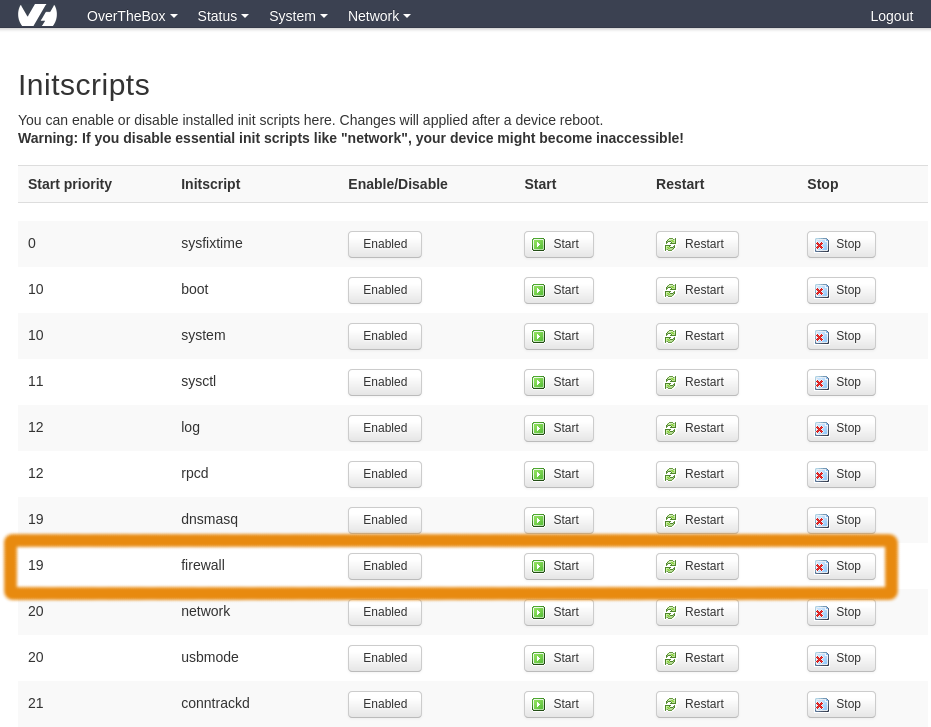 OverTheBox Status System Network Logout
Initscripts
You can enable or disable installed init scripts here. Changes will applied after a device reboot.
Warning: If you disable essential init scripts like "network", your device might become inaccessible!
Start priority Initscript Enable/Disable Start Restart Stop
0 sysfixtime Enabled Start Restart Stop
10 boot Enabled Start Restart Stop
10 system Enabled Start Restart Stop
11 sysctl Enabled Start Restart Stop
12 log Enabled Start Restart Stop
12 rpcd Enabled Start Restart Stop
19 dnsmasq Enabled Start Restart Stop
19 firewall Enabled Start Restart Stop
20 network Enabled Start Restart Stop
20 usbmode Enabled Start Restart Stop
21 conntrackd Enabled Start Restart Stop